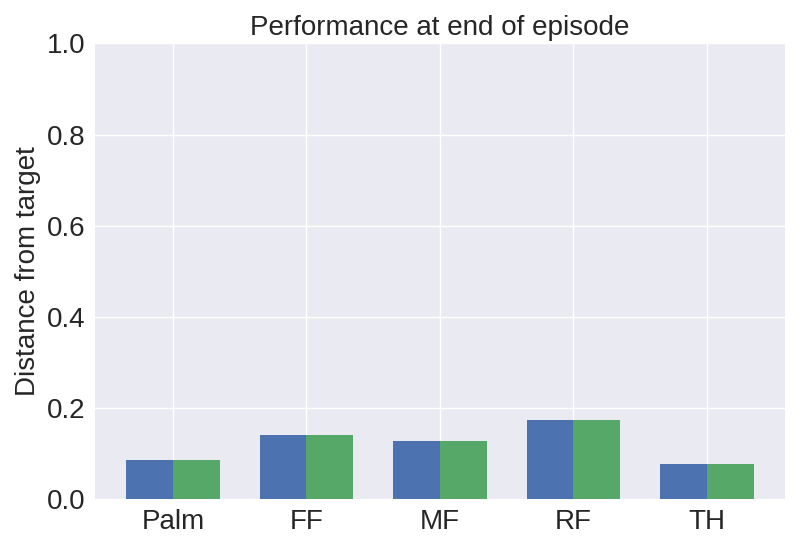 Performance at end of episode
Distance from target
1.0
0.8
0.6
0.4
0.2
0.0
Palm FF MF RF TH